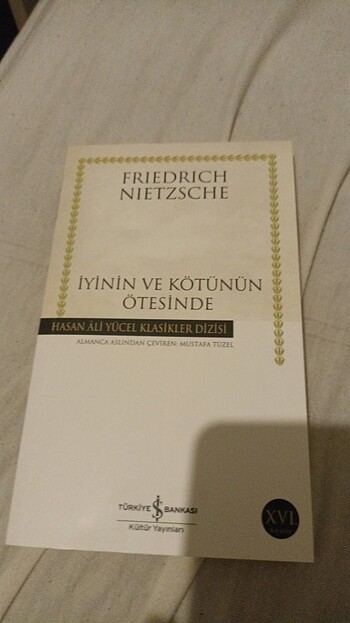 FRIEDRICH
NIETZSCHE
İYİNİN VE KÖTÜNÜN
ÖTESİNDE
HASAN ÂLİ YÜCEL KLASİKLER DİZİSİ
ALMANCA ASLINDAN ÇEVİREN: MUSTAFA TÜZEL
TÜRKİYE İŞ BANKASI
Kültür Yayınları
XVI.